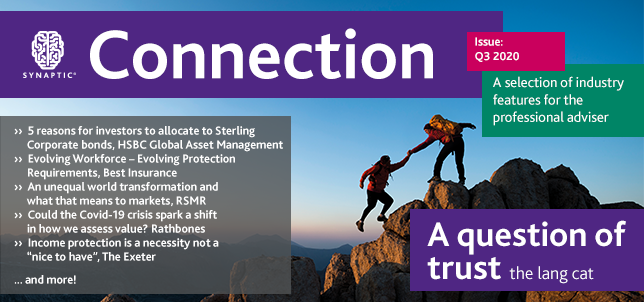 SYNAPTIC®
Connection
Issue:
Q3 2020
A selection of industry
features for the
professional adviser
›› 5 reasons for investors to allocate to Sterling
Corporate bonds, HSBC Global Asset Management
›› Evolving Workforce – Evolving Protection
Requirements, Best Insurance
›› An unequal world transformation and
what that means to markets, RSMR
›› Could the Covid-19 crisis spark a shift
in how we assess value? Rathbones
›› Income protection is a necessity not a
“nice to have”, The Exeter
... and more!
A question of
trust the lang cat